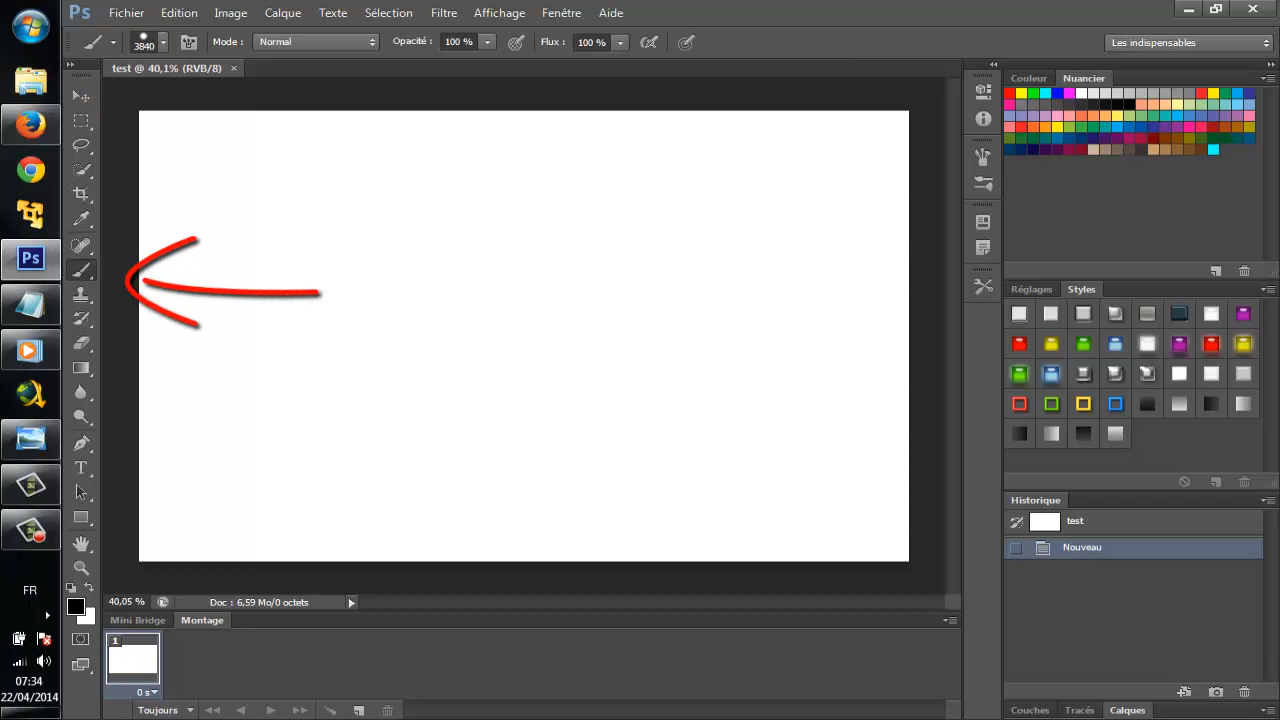 Ps Fichier Edition Image Calque Texte Sélection Filtre Affichage Fenêtre Aide
3840 Mode : Normal Opacité : 100 % Flux : 100 % Les indispensables
test @ 40,1% (RVB/8) ×
Couleur Nuancier
Ps
T
Réglages Styles
Historique
test
Nouveau
FR
40,05 % Doc : 6,59 Mo/0 octets
Mini Bridge Montage
1
0 s
07:34
22/04/2014
Toujours
Couches Tracés Calques